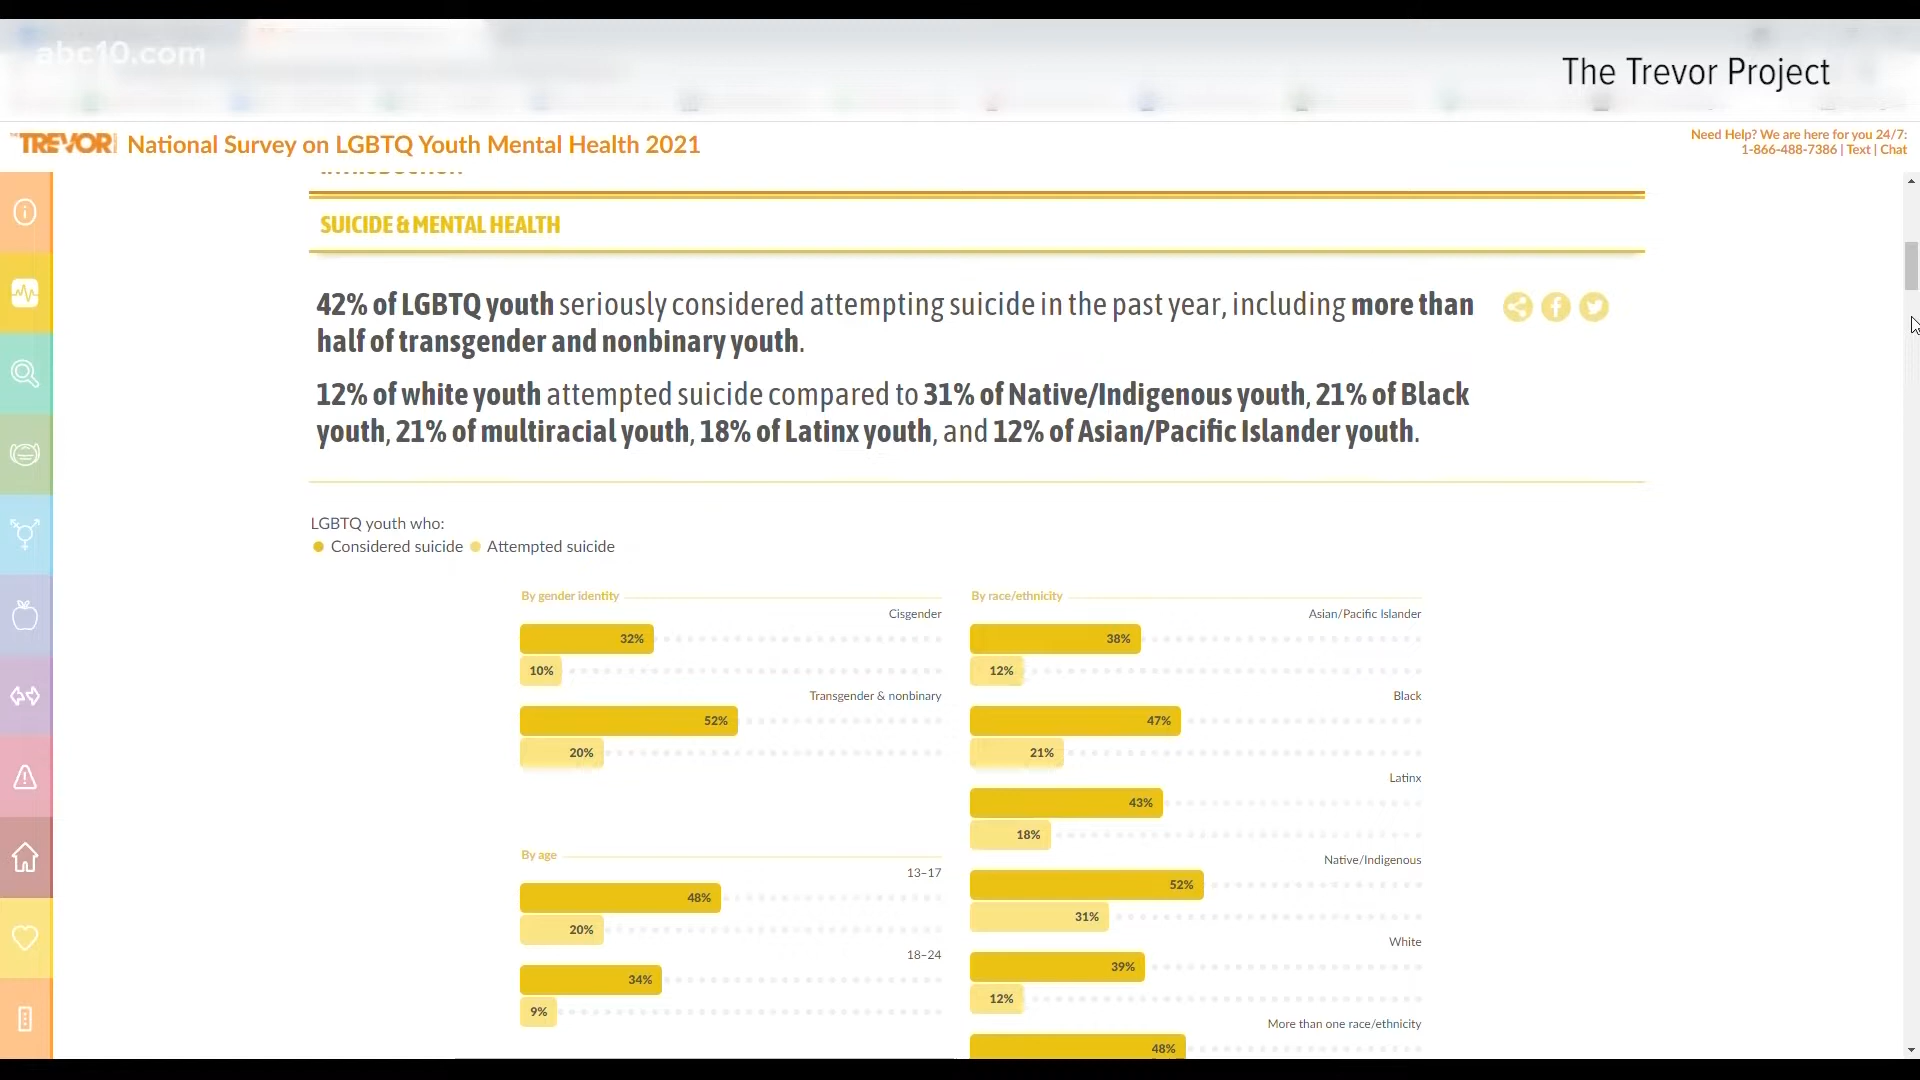 abc10.com
The Trevor Project
THE TREVOR National Survey on LGBTQ Youth Mental Health 2021
Need Help? We are here for you 24/7:
1-866-488-7386 | Text | Chat
INTRODUCTION
SUICIDE & MENTAL HEALTH
42% of LGBTQ youth seriously considered attempting suicide in the past year, including more than
half of transgender and nonbinary youth.
12% of white youth attempted suicide compared to 31% of Native/Indigenous youth, 21% of Black
youth, 21% of multiracial youth, 18% of Latinx youth, and 12% of Asian/Pacific Islander youth.
LGBTQ youth who:
Considered suicide Attempted suicide
By gender identity
Cisgender
32%
10%
Transgender & nonbinary
52%
20%
By age
13–17
48%
20%
18–24
34%
9%
By race/ethnicity
Asian/Pacific Islander
38%
12%
Black
47%
21%
Latinx
43%
18%
Native/Indigenous
52%
31%
White
39%
12%
More than one race/ethnicity
48%